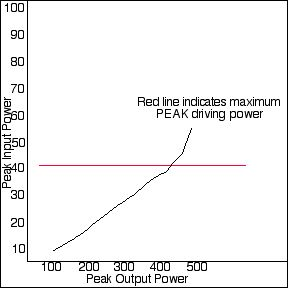 100
90
80
70
Red line indicates maximum
PEAK driving power
60
50
40
30
20
10
Peak Input Power
100 200 300 400 500
Peak Output Power